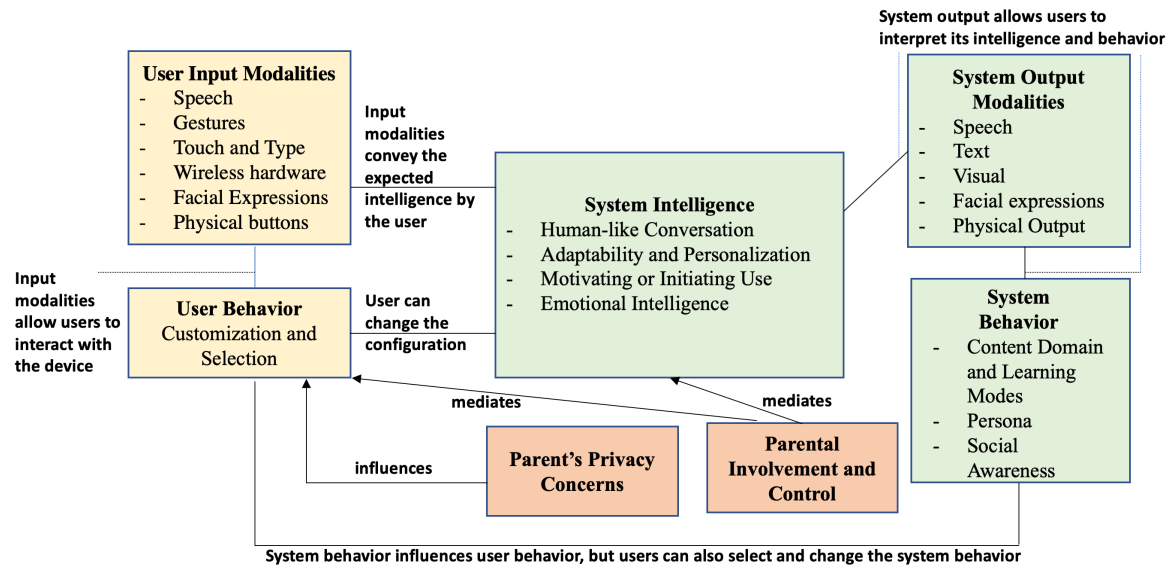 System output allows users to
interpret its intelligence and behavior
User Input Modalities
- Speech
- Gestures
- Touch and Type
- Wireless hardware
- Facial Expressions
- Physical buttons
Input
modalities
convey the
expected
intelligence by
the user
System Intelligence
- Human-like Conversation
- Adaptability and Personalization
- Motivating or Initiating Use
- Emotional Intelligence
System Output
Modalities
- Speech
- Text
- Visual
- Facial expressions
- Physical Output
Input
modalities
allow users to
interact with
the device
User Behavior
Customization and
Selection
User can
change the
configuration
System
Behavior
- Content Domain
and Learning
Modes
- Persona
- Social
Awareness
mediates
mediates
influences
Parent's Privacy
Concerns
Parental
Involvement and
Control
System behavior influences user behavior, but users can also select and change the system behavior